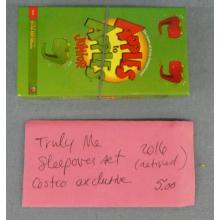 APPLES to APPLES
JUNIOR
Truly Me 2016
Sleepover set (retired)
Costco exclusive 5.00